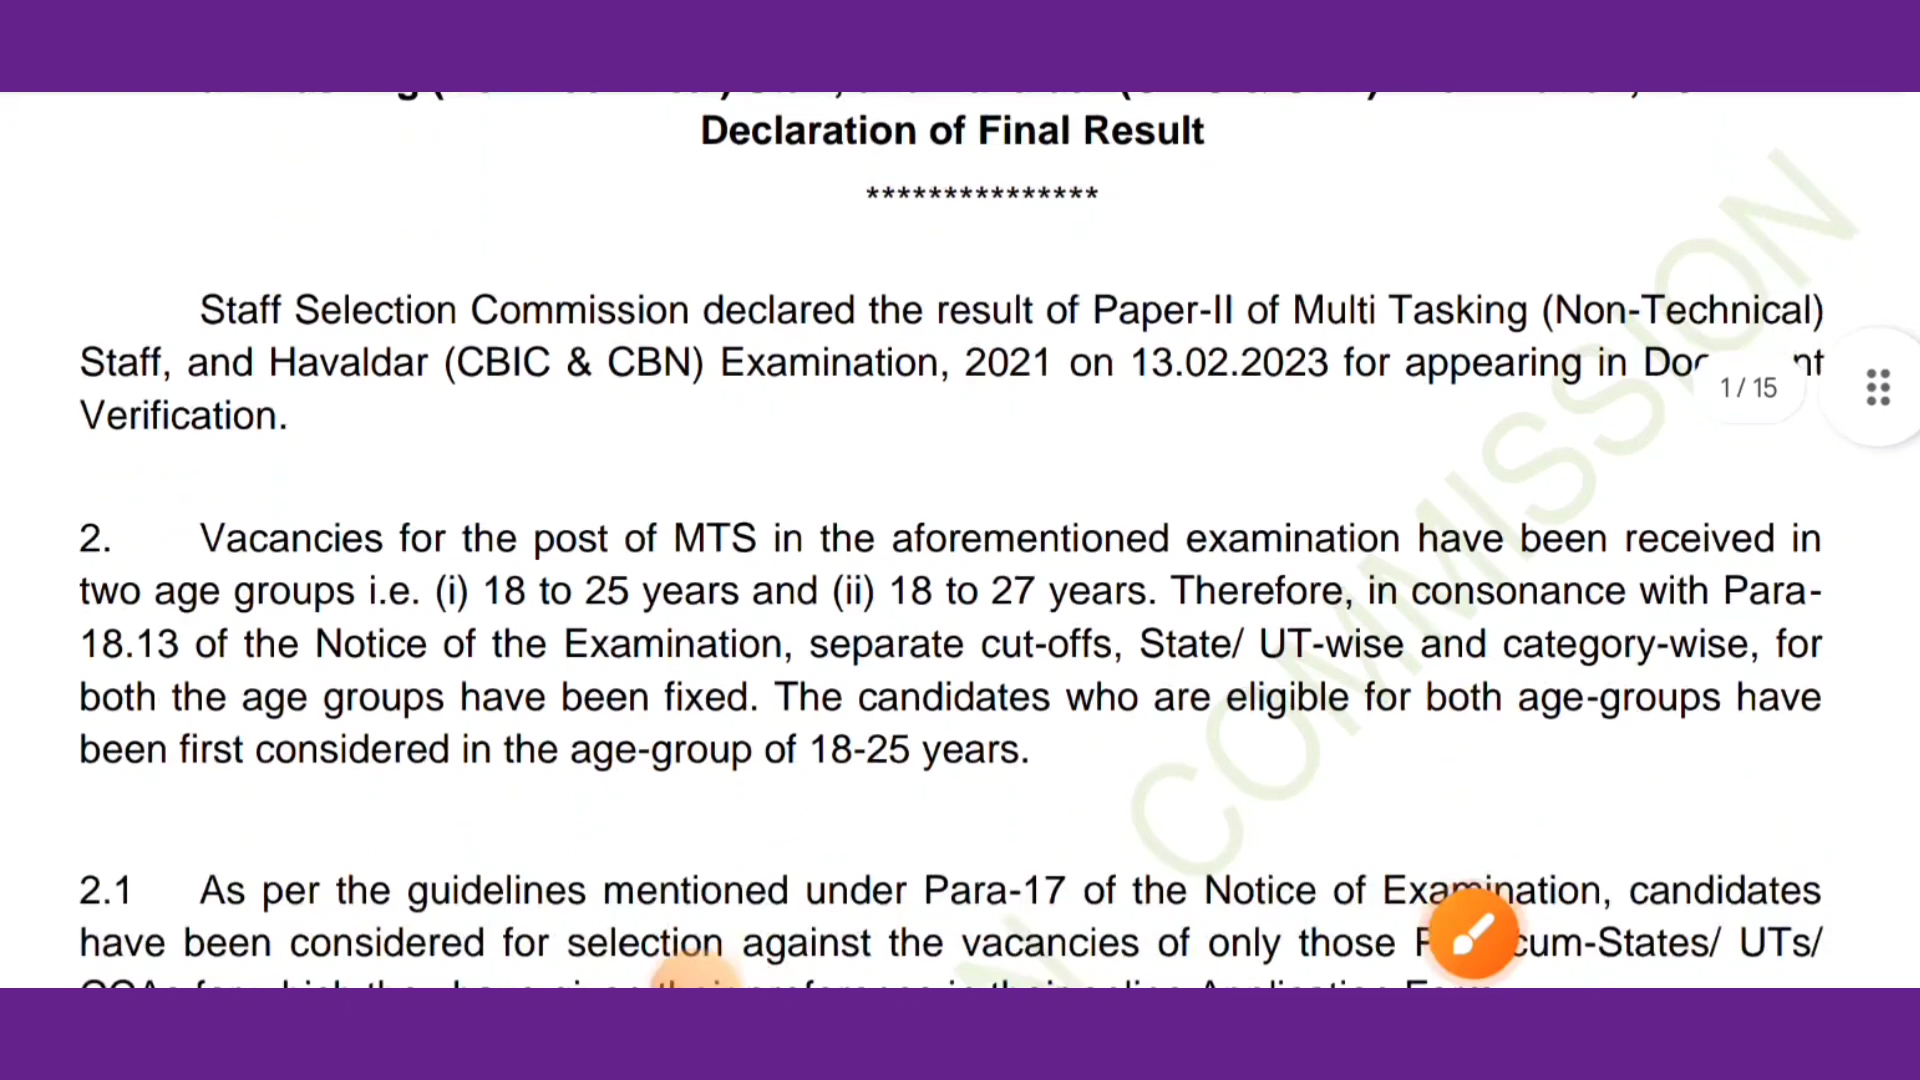 Declaration of Final Result
***************
Staff Selection Commission declared the result of Paper-II of Multi Tasking (Non-Technical)
Staff, and Havaldar (CBIC & CBN) Examination, 2021 on 13.02.2023 for appearing in
1 / 15
Verification.
2. Vacancies for the post of MTS in the aforementioned examination have been received in
two age groups i.e. (i) 18 to 25 years and (ii) 18 to 27 years. Therefore, in consonance with Para-
18.13 of the Notice of the Examination, separate cut-offs, State/ UT-wise and category-wise, for
both the age groups have been fixed. The candidates who are eligible for both age-groups have
been first considered in the age-group of 18-25 years.
2.1 As per the guidelines mentioned under Para-17 of the Notice of Examination, candidates
have been considered for selection against the vacancies of only those cum-States/ UTs/
COMMISSION